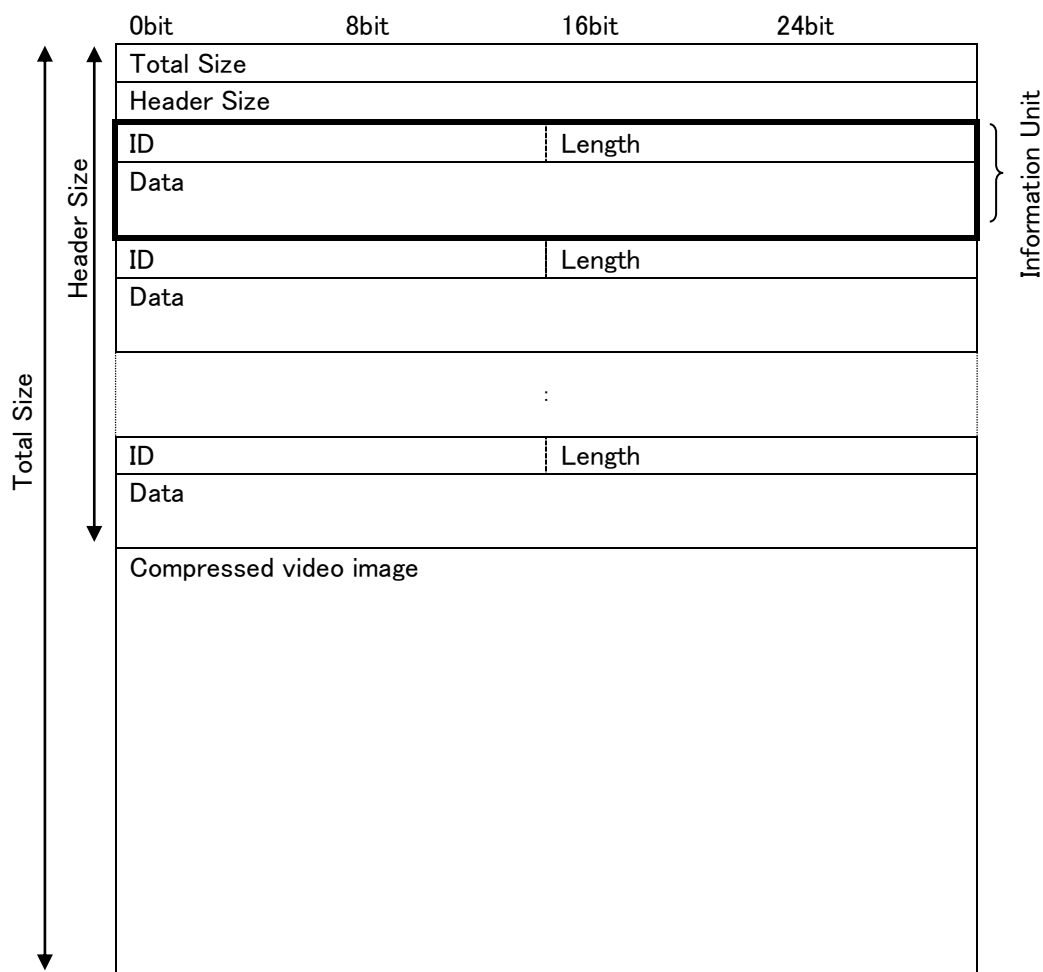 0bit 8bit 16bit 24bit
Total Size
Header Size
ID Length
Data
ID Length
Data
:
ID Length
Data
Compressed video image
Header Size
Total Size
Information Unit